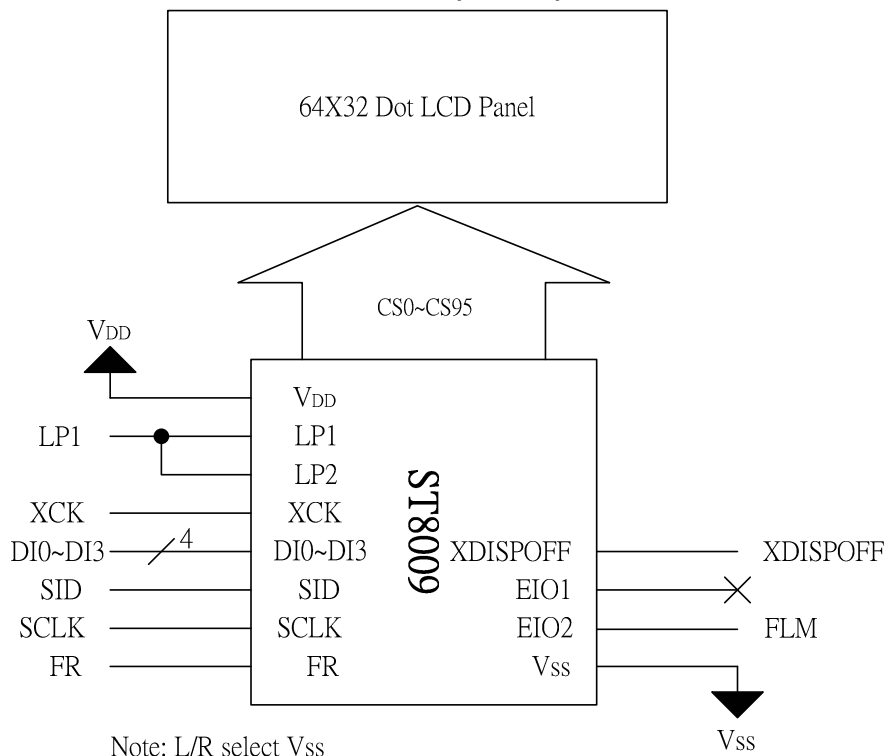 64X32 Dot LCD Panel
CS0~CS95
VDD
VDD
LP1
LP1
LP2
XCK
XCK
DI0~DI3
4
DI0~DI3
SID
SID
SCLK
SCLK
FR
FR
ST8009
XDISPOFF
XDISPOFF
EIO1
EIO2
FLM
Vss
Vss
Note: L/R select Vss